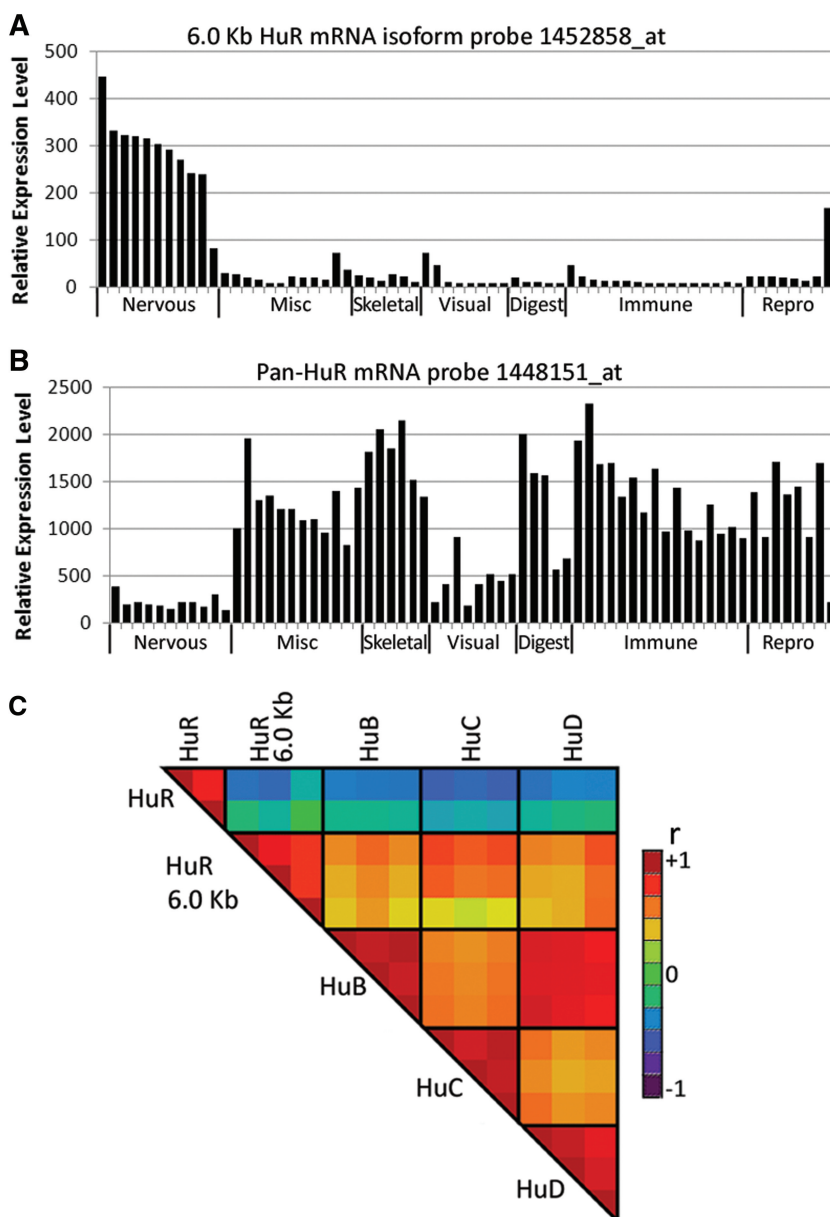 A
6.0 Kb HuR mRNA isoform probe 1452858_at
Relative Expression Level
500
400
300
200
100
0
Nervous
Misc
Skeletal
Visual
Digest
Immune
Repro
B
Pan-HuR mRNA probe 1448151_at
Relative Expression Level
2500
2000
1500
1000
500
0
Nervous
Misc
Skeletal
Visual
Digest
Immune
Repro
C
HuR
HuR
6.0 Kb
HuB
HuC
HuD
HuR
HuR
6.0 Kb
HuB
HuC
HuD
r
+1
0
-1